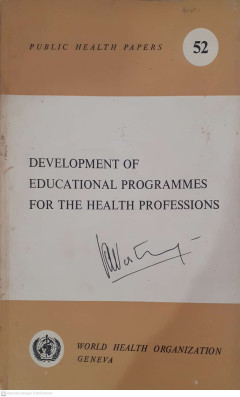 PUBLIC HEALTH PAPERS
52
DEVELOPMENT OF
EDUCATIONAL PROGRAMMES
FOR THE HEALTH PROFESSIONS
WORLD HEALTH ORGANIZATION
GENEVA